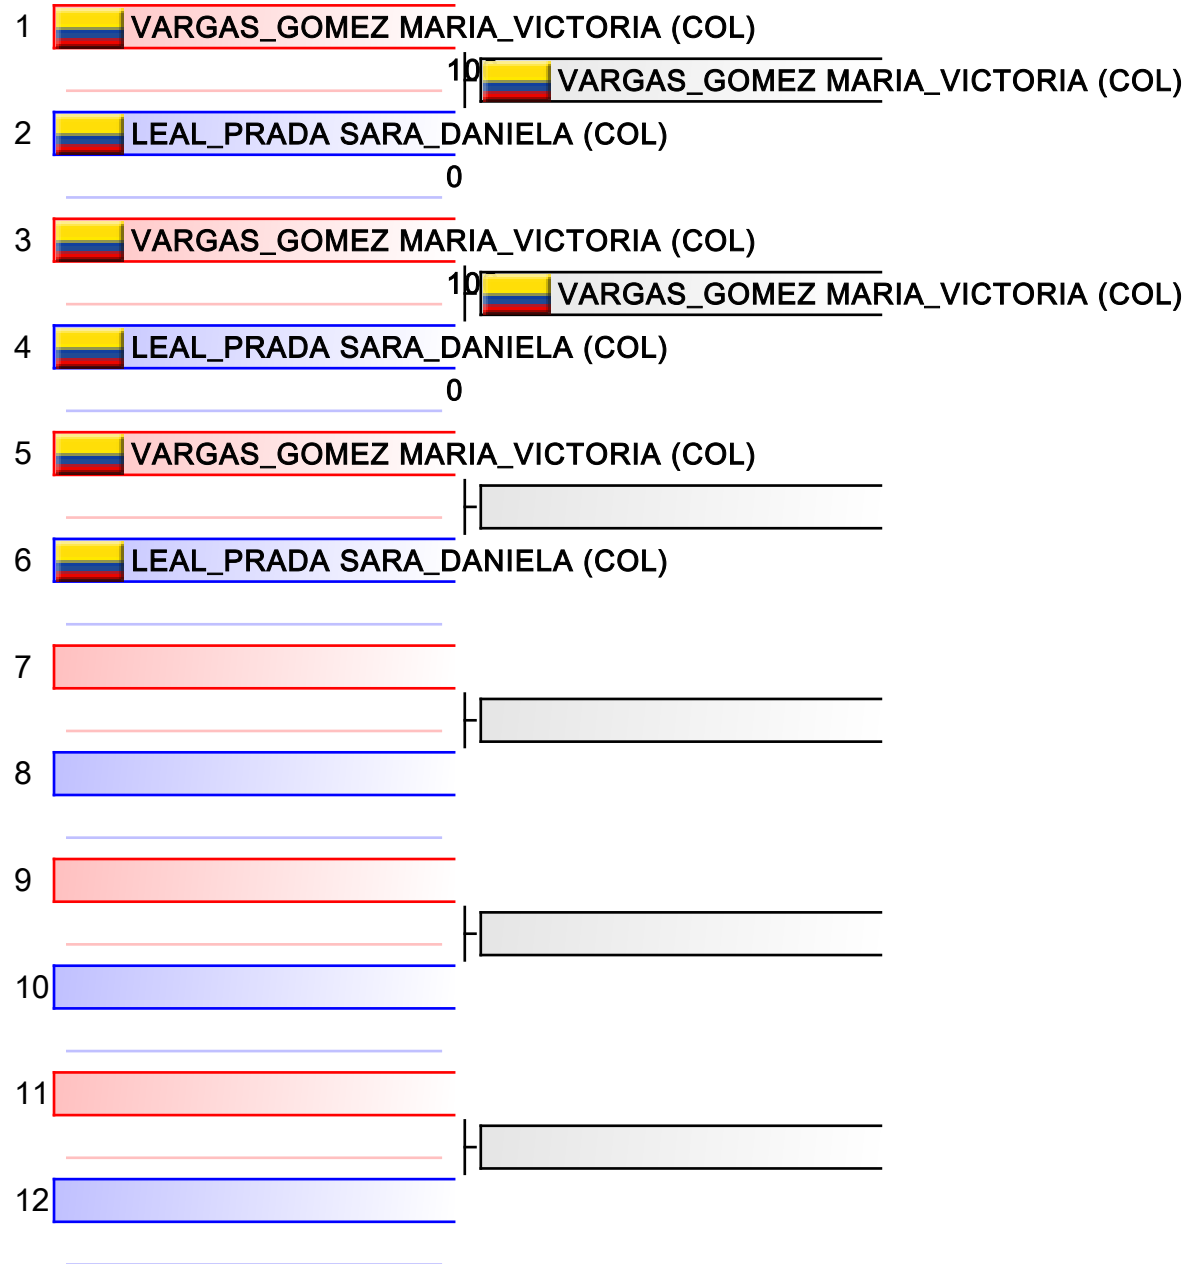 1 VARGAS_GOMEZ MARIA_VICTORIA (COL)
10 VARGAS_GOMEZ MARIA_VICTORIA (COL)
2 LEAL_PRADA SARA_DANIELA (COL)
0
3 VARGAS_GOMEZ MARIA_VICTORIA (COL)
10 VARGAS_GOMEZ MARIA_VICTORIA (COL)
4 LEAL_PRADA SARA_DANIELA (COL)
0
5 VARGAS_GOMEZ MARIA_VICTORIA (COL)
6 LEAL_PRADA SARA_DANIELA (COL)
7
8
9
10
11
12